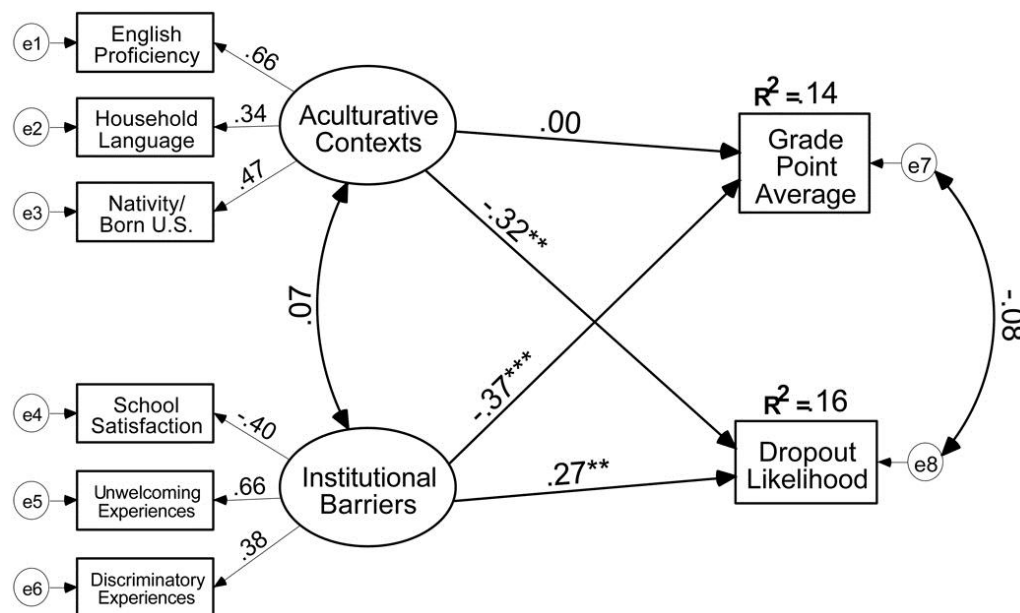 e1
English
Proficiency
.66
e2
Household
Language
.34
e3
Nativity/
Born U.S.
.47
Aculturative
Contexts
.00
R² = .14
Grade
Point
Average
e7
-.32**
.07
-.08
-.37***
e4
School
Satisfaction
-.40
e5
Unwelcoming
Experiences
.66
e6
Discriminatory
Experiences
.38
Institutional
Barriers
.27**
R² = .16
Dropout
Likelihood
e8